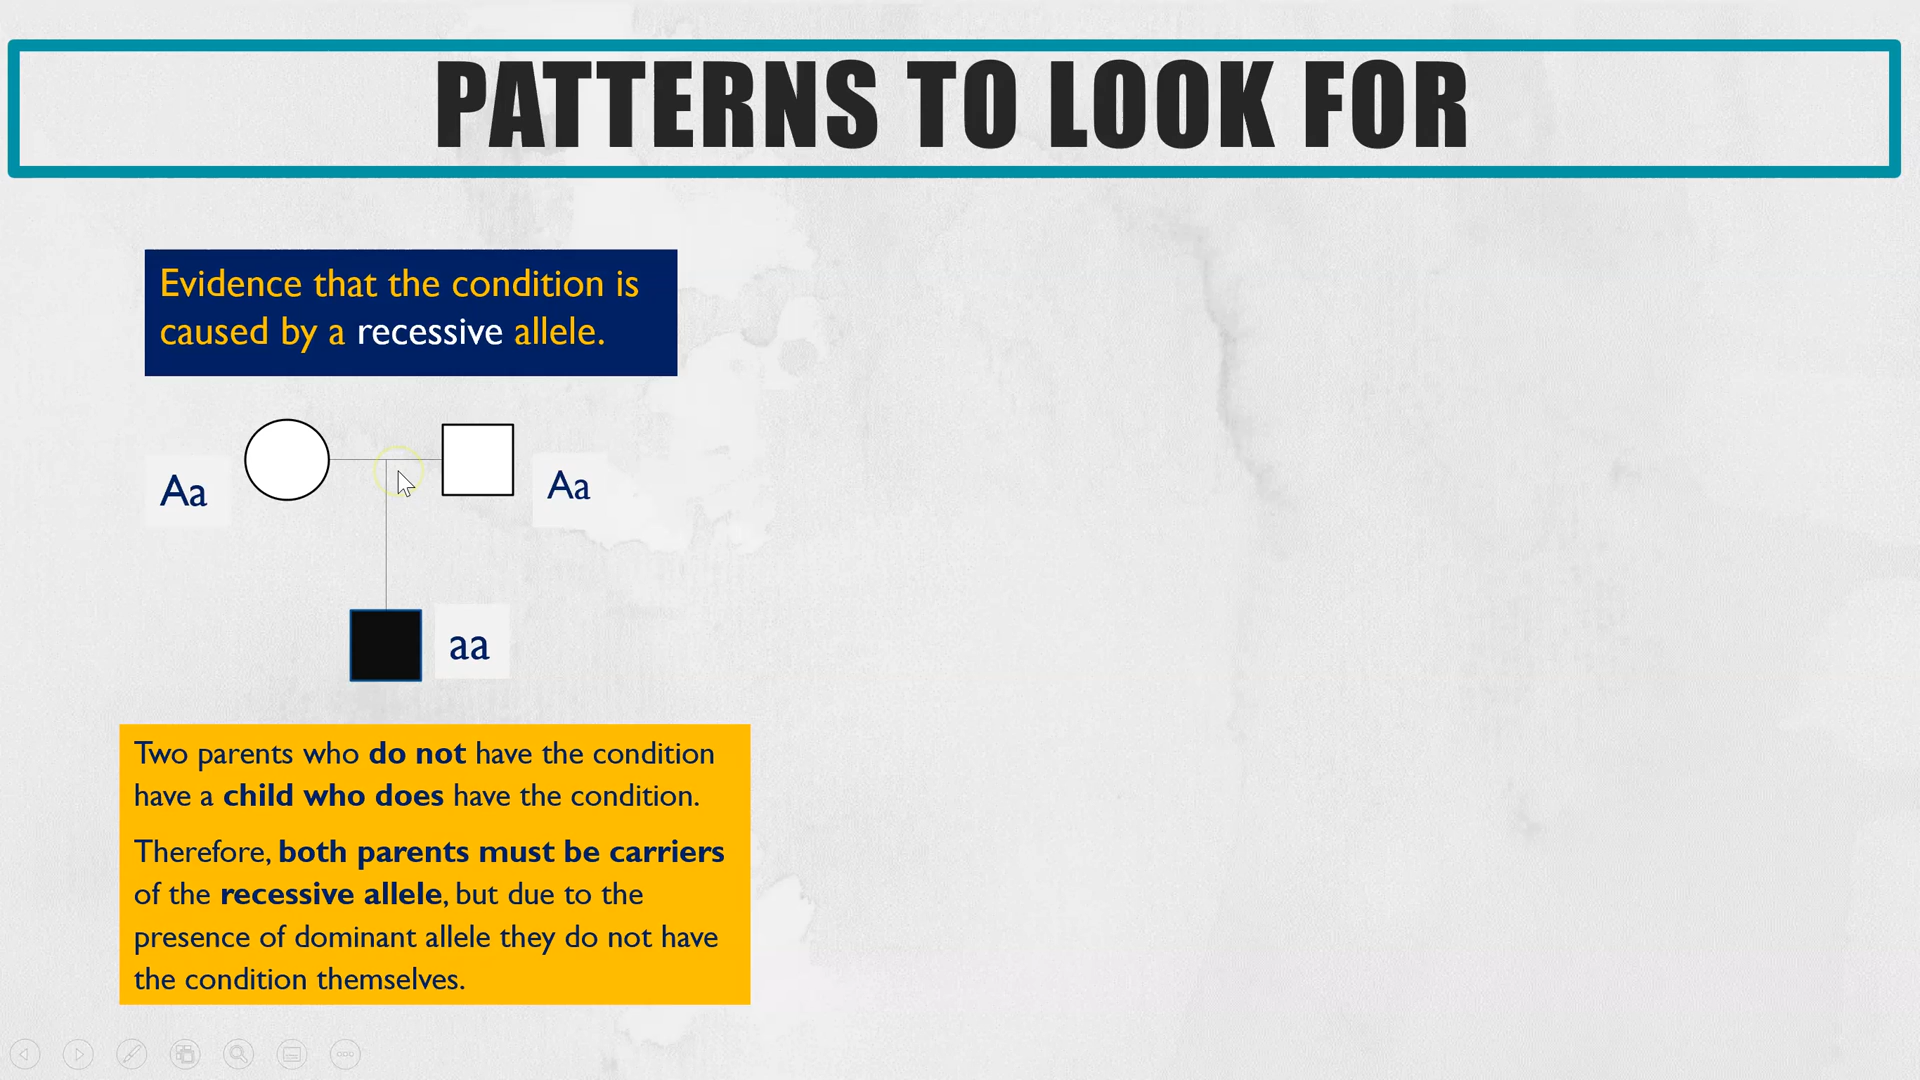 PATTERNS TO LOOK FOR
Evidence that the condition is
caused by a recessive allele.
Aa
Aa
aa
Two parents who do not have the condition
have a child who does have the condition.
Therefore, both parents must be carriers
of the recessive allele, but due to the
presence of dominant allele they do not have
the condition themselves.